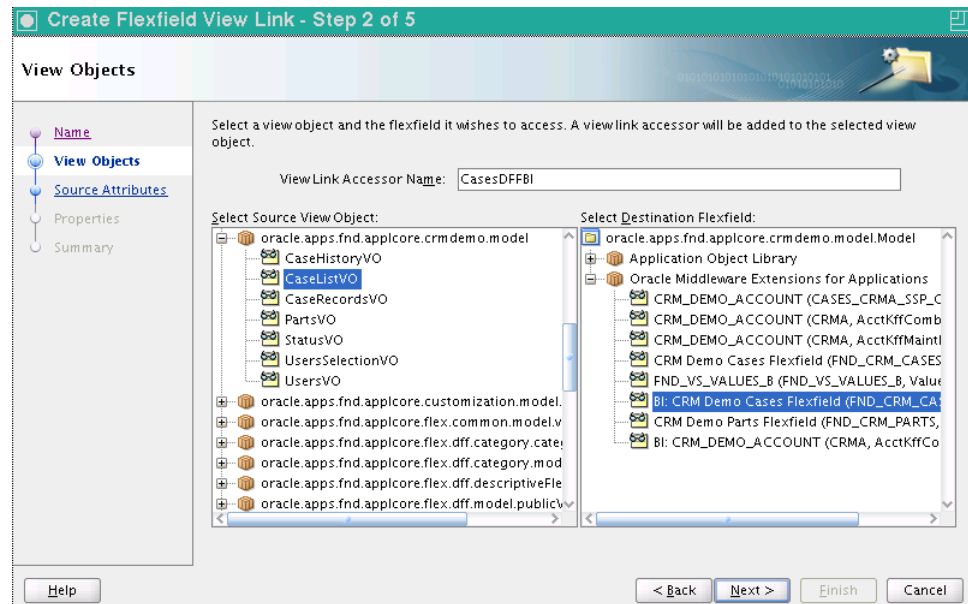 Create Flexfield View Link - Step 2 of 5
View Objects
Name
View Objects
Source Attributes
Properties
Summary
Select a view object and the flexfield it wishes to access. A view link accessor will be added to the selected view
object.
View Link Accessor Name: CasesDFFBI
Select Source View Object:
oracle.apps.fnd.applcore.crmdemo.model
CaseHistoryVO
CaseListVO
CaseRecordsVO
PartsVO
StatusVO
UsersSelectionVO
UsersVO
oracle.apps.fnd.applcore.customization.model.
oracle.apps.fnd.applcore.flex.common.model.v
oracle.apps.fnd.applcore.flex.dff.category.cate
oracle.apps.fnd.applcore.flex.dff.category.mod
oracle.apps.fnd.applcore.flex.dff.descriptiveFle
oracle.apps.fnd.applcore.flex.dff.model.publicV
Select Destination Flexfield:
oracle.apps.fnd.applcore.crmdemo.model.Model
Application Object Library
Oracle Middleware Extensions for Applications
CRM_DEMO_ACCOUNT (CASES_CRMA_SSP_C
CRM_DEMO_ACCOUNT (CRMA, AcctKffComb
CRM_DEMO_ACCOUNT (CRMA, AcctKffMaint
CRM Demo Cases Flexfield (FND_CRM_CASES
FND_VS_VALUES_B (FND_VS_VALUES_B, Value
BI: CRM Demo Cases Flexfield (FND_CRM_CA
CRM Demo Parts Flexfield (FND_CRM_PARTS,
BI: CRM_DEMO_ACCOUNT (CRMA, AcctKffCo
Help
< Back
Next >
Finish
Cancel